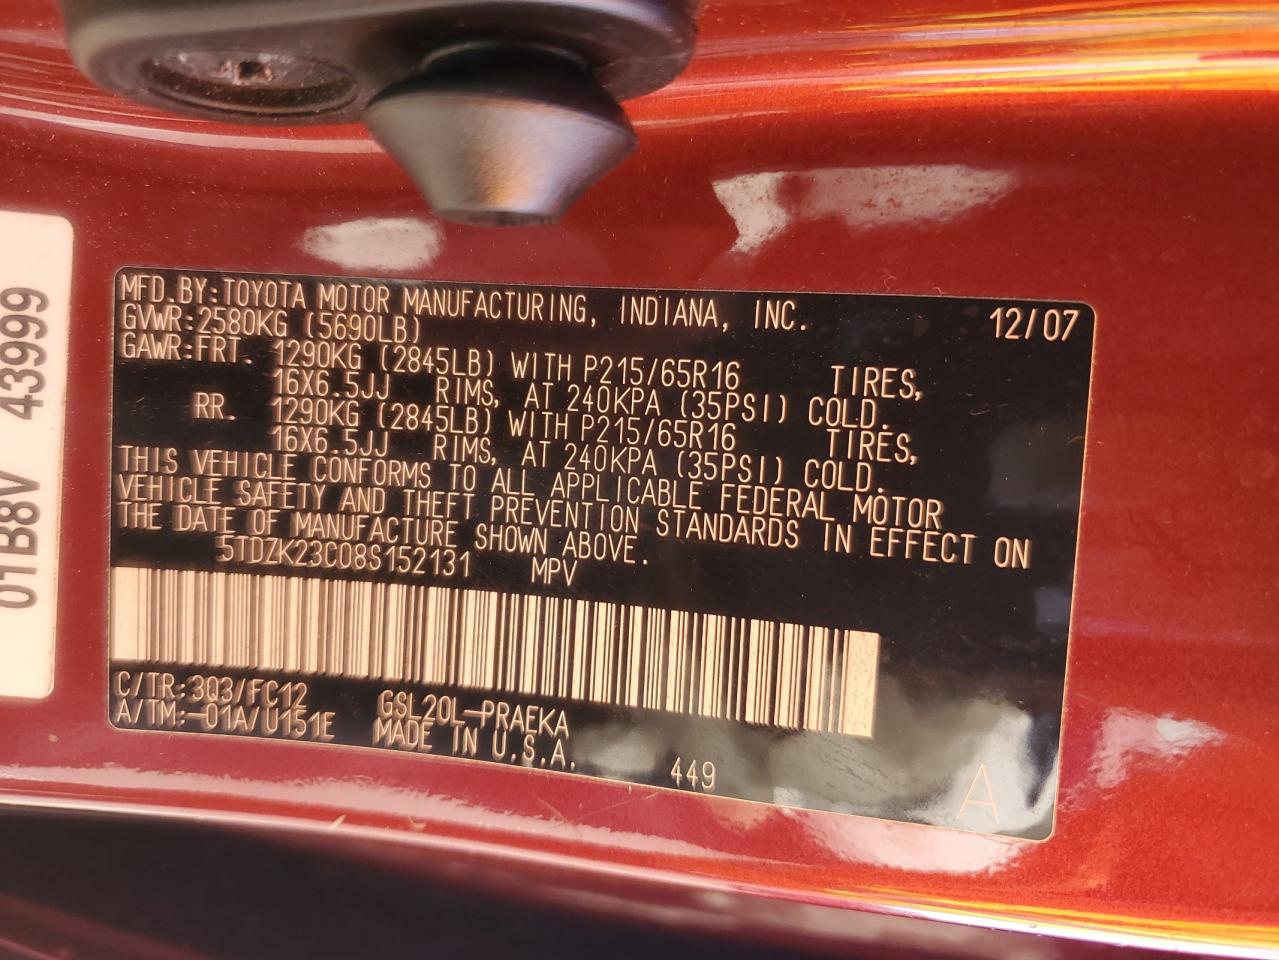 MFD.BY:TOYOTA MOTOR MANUFACTURING, INDIANA, INC. 12/07
GVWR:2580KG (5690LB)
GAWR:FRT. 1290KG (2845LB) WITH P215/65R16 TIRES,
16X6.5JJ RIMS, AT 240KPA (35PSI) COLD.
RR. 1290KG (2845LB) WITH P215/65R16 TIRES,
16X6.5JJ RIMS, AT 240KPA (35PSI) COLD.
THIS VEHICLE CONFORMS TO ALL APPLICABLE FEDERAL MOTOR
VEHICLE SAFETY AND THEFT PREVENTION STANDARDS IN EFFECT ON
THE DATE OF MANUFACTURE SHOWN ABOVE.
5TDZK23C08S152131 MPV
C/TR:3Q3/FC12 GSL20L-PRAEKA
A/TM:-01A/U151E MADE IN U.S.A.
449
A
01B8V 43999